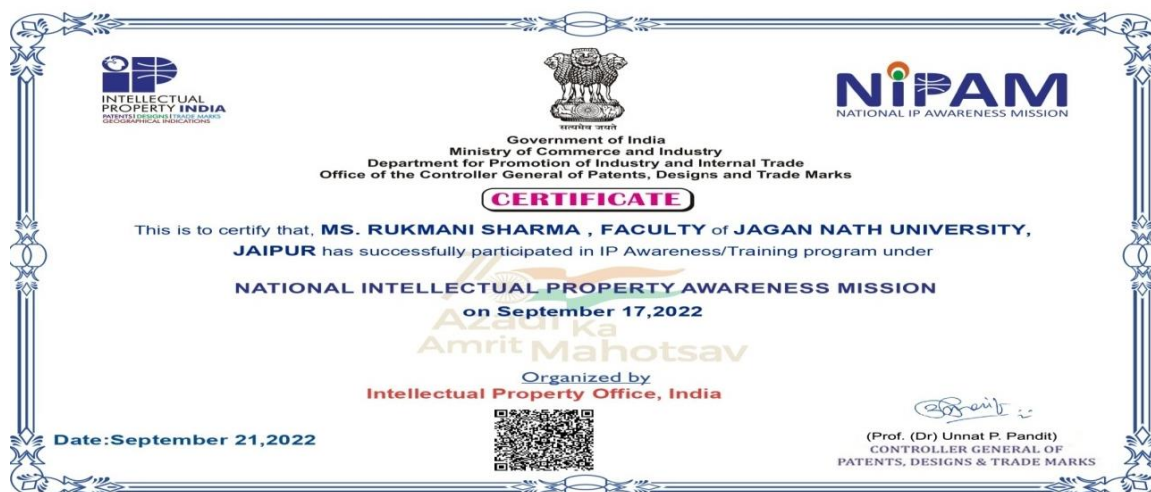 INTELLECTUAL
PROPERTY INDIA
PATENTS | DESIGNS | TRADE MARKS
GEOGRAPHICAL INDICATIONS
सत्यमेव जयते
NiPAM
NATIONAL IP AWARENESS MISSION
Government of India
Ministry of Commerce and Industry
Department for Promotion of Industry and Internal Trade
Office of the Controller General of Patents, Designs and Trade Marks
CERTIFICATE
This is to certify that, MS. RUKMANI SHARMA , FACULTY of JAGAN NATH UNIVERSITY,
JAIPUR has successfully participated in IP Awareness/Training program under
NATIONAL INTELLECTUAL PROPERTY AWARENESS MISSION
on September 17,2022
Azadi Ka
Amrit Mahotsav
Organized by
Intellectual Property Office, India
Date:September 21,2022
(Prof. (Dr) Unnat P. Pandit)
CONTROLLER GENERAL OF
PATENTS, DESIGNS & TRADE MARKS